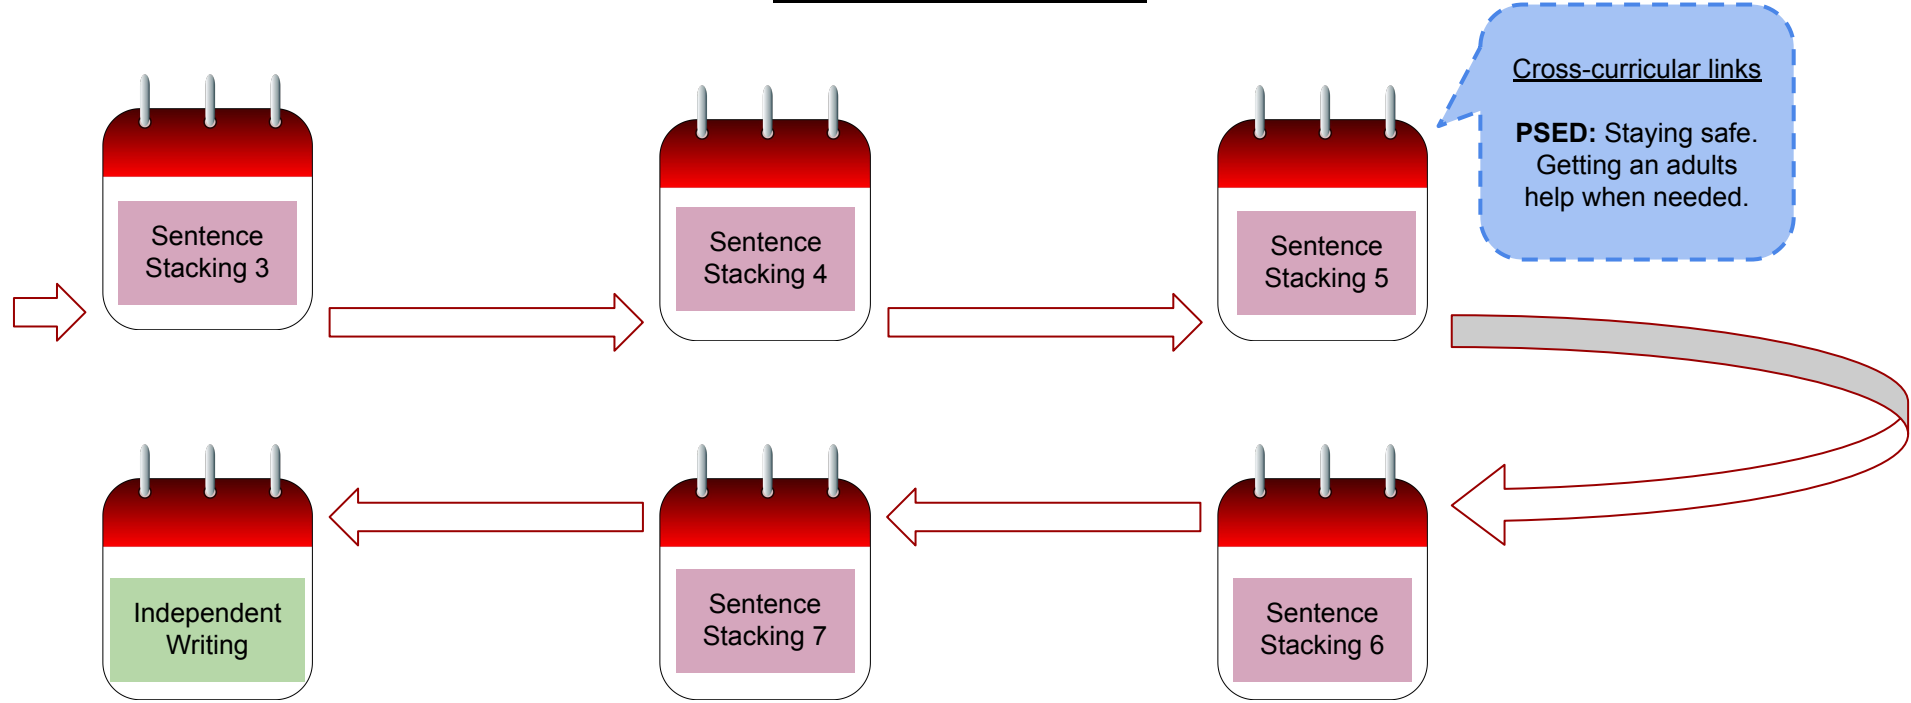 Cross-curricular links
PSED: Staying safe.
Getting an adults
help when needed.
Sentence
Stacking 3
Sentence
Stacking 4
Sentence
Stacking 5
Sentence
Stacking 6
Sentence
Stacking 7
Independent
Writing